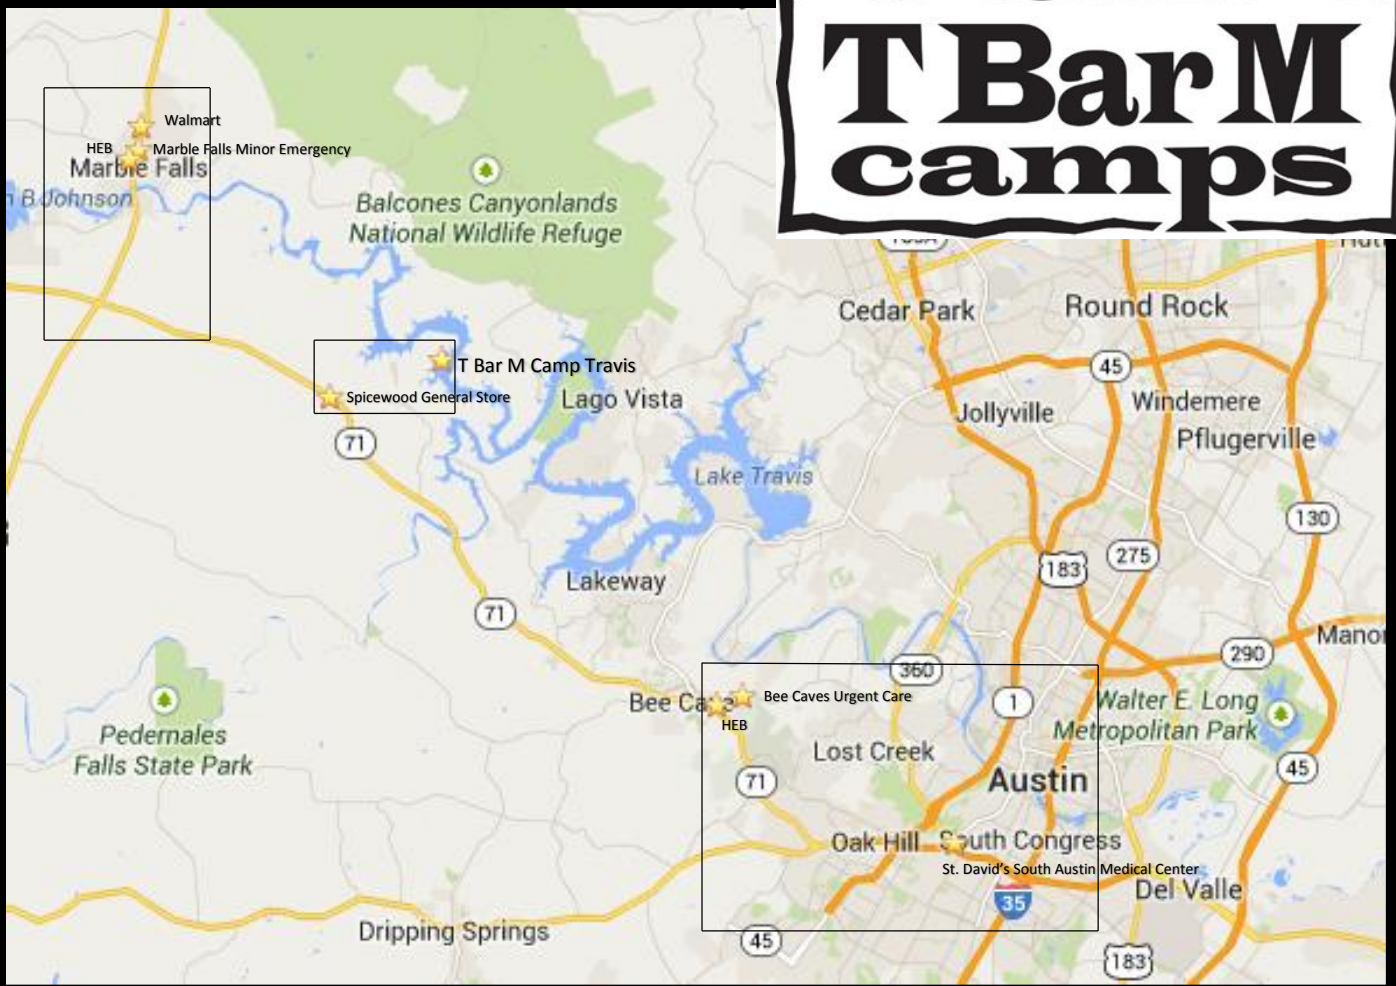 T Bar M
camps
Walmart
HEB
Marble Falls Minor Emergency
Marble Falls
B Johnson
Balcones Canyonlands
National Wildlife Refuge
Cedar Park
Round Rock
T Bar M Camp Travis
45
Spicewood General Store
Lago Vista
Jollyville
Windemere
71
Pflugerville
Lake Travis
130
275
183
Lakeway
71
Manor
290
360
Bee Cave
Bee Caves Urgent Care
HEB
1
Walter E. Long
Metropolitan Park
Pedernales
Falls State Park
Lost Creek
71
Austin
45
Oak Hill
South Congress
St. David's South Austin Medical Center
Del Valle
35
Dripping Springs
45
183